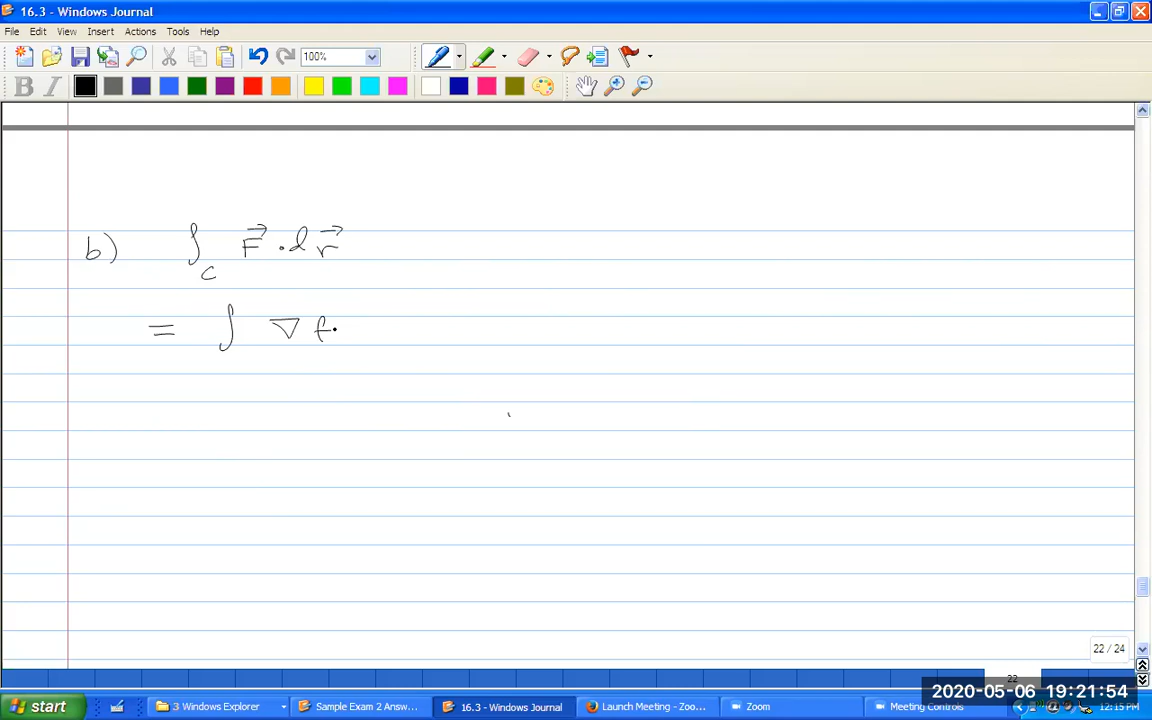 16.3 - Windows Journal
File Edit View Insert Actions Tools Help
100%
B I
b) ∫_C F⃗ · d r⃗
= ∫ ∇ f ·
22 / 24
22
2020-05-06 19:21:54
start 3 Windows Explorer Sample Exam 2 Answ... 16.3 - Windows Journal Launch Meeting - Zoo... Zoom Meeting Controls 12:15 PM